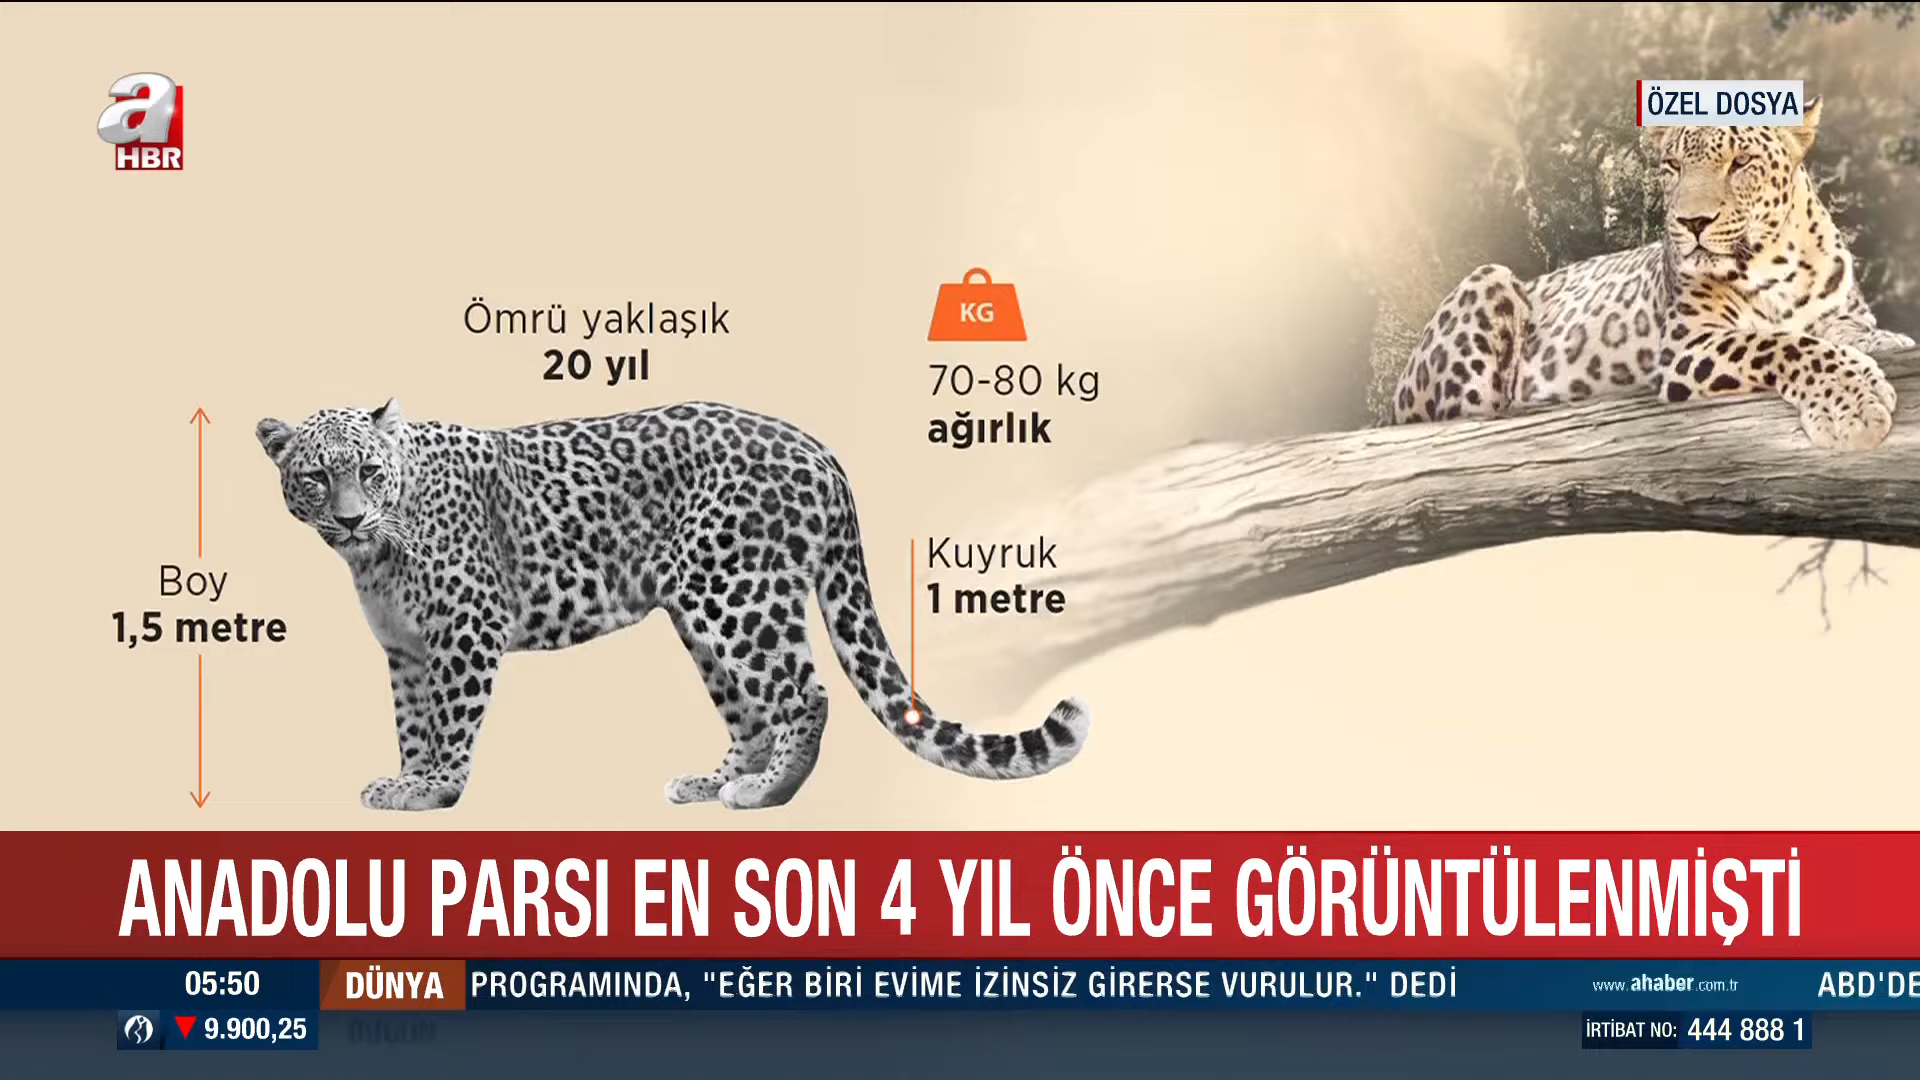 a
HBR
ÖZEL DOSYA
Ömrü yaklaşık
20 yıl
KG
70-80 kg
ağırlık
Boy
1,5 metre
Kuyruk
1 metre
ANADOLU PARSI EN SON 4 YIL ÖNCE GÖRÜNTÜLENMİŞTİ
05:50 DÜNYA PROGRAMINDA, "EĞER BİRİ EVİME İZİNSİZ GİRERSE VURULUR." DEDİ www.ahaber.com.tr ABD'DE
9.900,25 İRTİBAT NO: 444 888 1